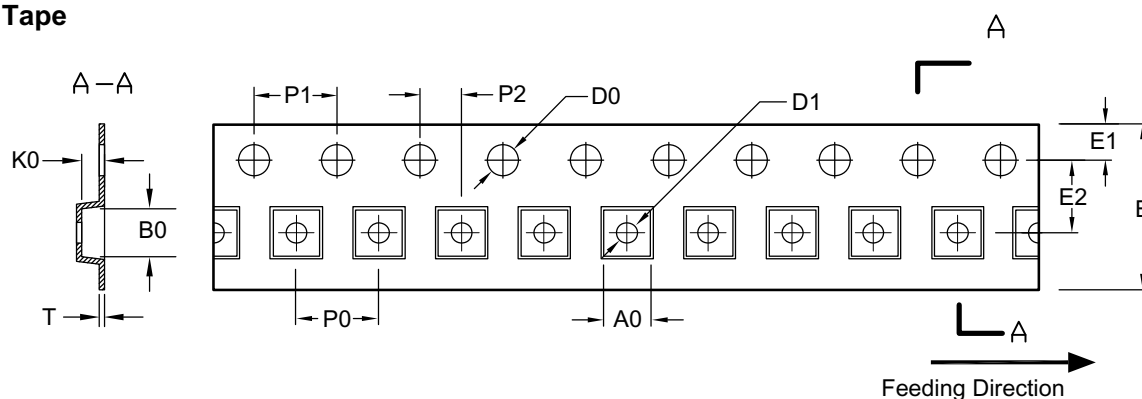 Tape
A
A-A
P1
P2
D0
D1
E1
K0
E2
B0
E
T
P0
A0
A
Feeding Direction